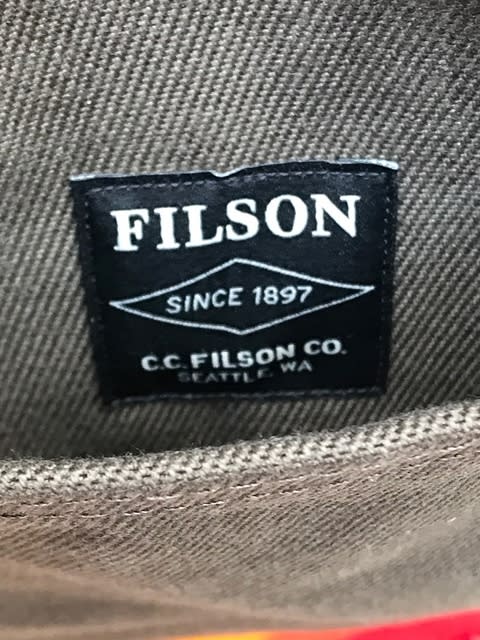 FILSON
SINCE 1897
C.C. FILSON CO.
SEATTLE, WA